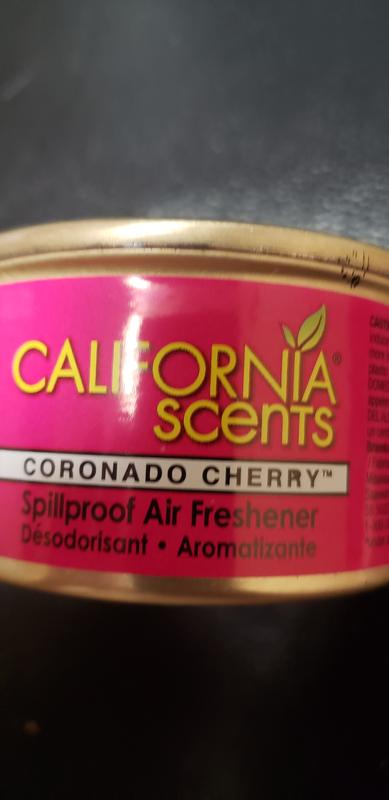 CALIFORNIA®
scents
CORONADO CHERRY™
Spillproof Air Freshener
Désodorisant • Aromatizante